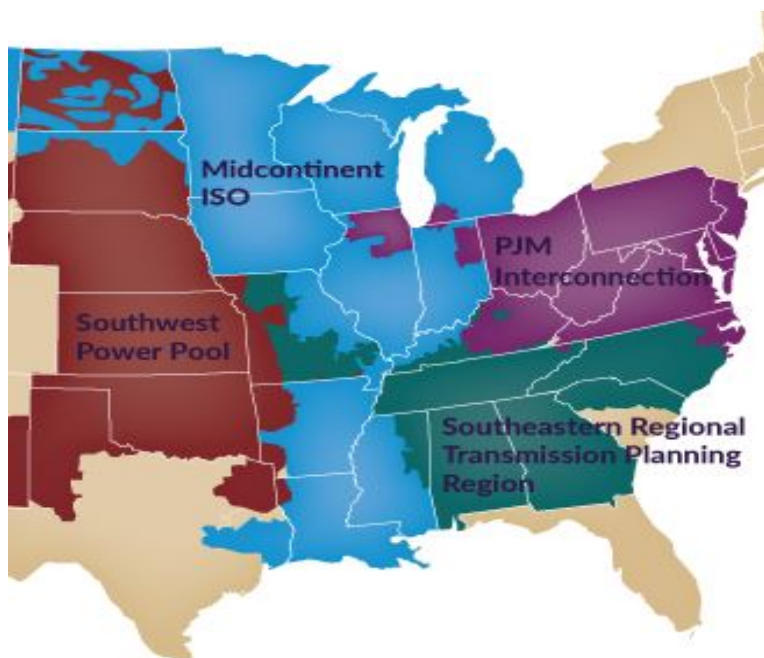 Midcontinent
ISO
PJM
Interconnection
Southwest
Power Pool
Southeastern Regional
Transmission Planning
Region